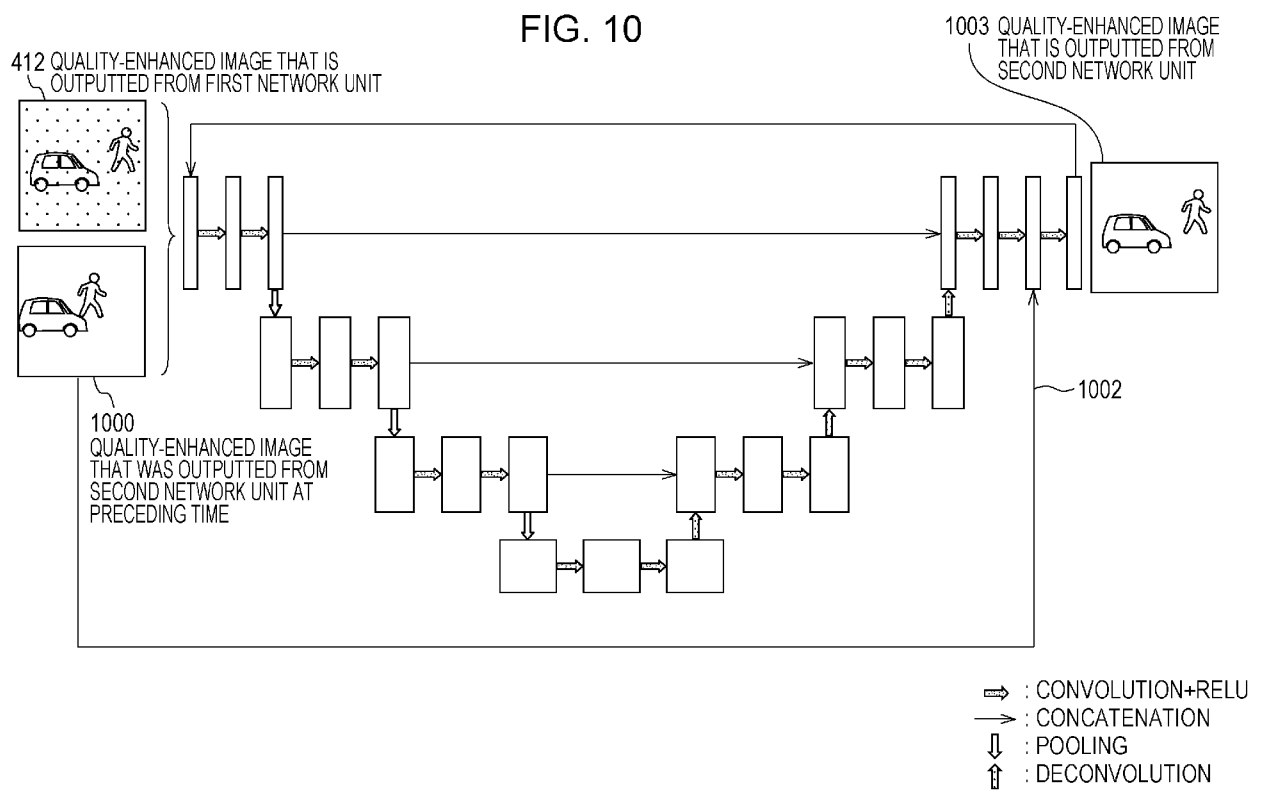 FIG. 10
412 QUALITY-ENHANCED IMAGE THAT IS
OUTPUTTED FROM FIRST NETWORK UNIT
1003 QUALITY-ENHANCED IMAGE
THAT IS OUTPUTTED FROM
SECOND NETWORK UNIT
1000
QUALITY-ENHANCED IMAGE
THAT WAS OUTPUTTED FROM
SECOND NETWORK UNIT AT
PRECEDING TIME
1002
: CONVOLUTION+RELU
: CONCATENATION
: POOLING
: DECONVOLUTION